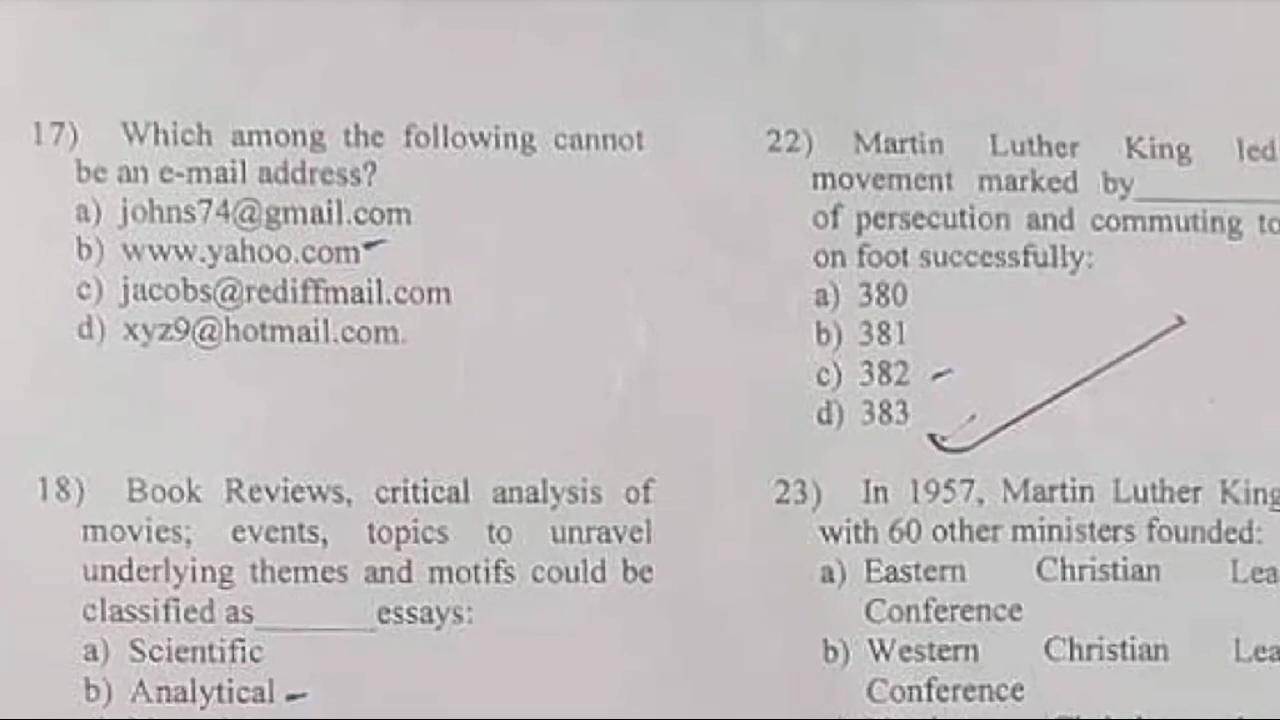 17) Which among the following cannot
be an e-mail address?
a) johns74@gmail.com
b) www.yahoo.com
c) jacobs@rediffmail.com
d) xyz9@hotmail.com.
18) Book Reviews, critical analysis of
movies; events, topics to unravel
underlying themes and motifs could be
classified as______essays:
a) Scientific
b) Analytical
22) Martin Luther King led
movement marked by________
of persecution and commuting to
on foot successfully:
a) 380
b) 381
c) 382
d) 383
23) In 1957, Martin Luther King
with 60 other ministers founded:
a) Eastern Christian Lea
Conference
b) Western Christian Lea
Conference